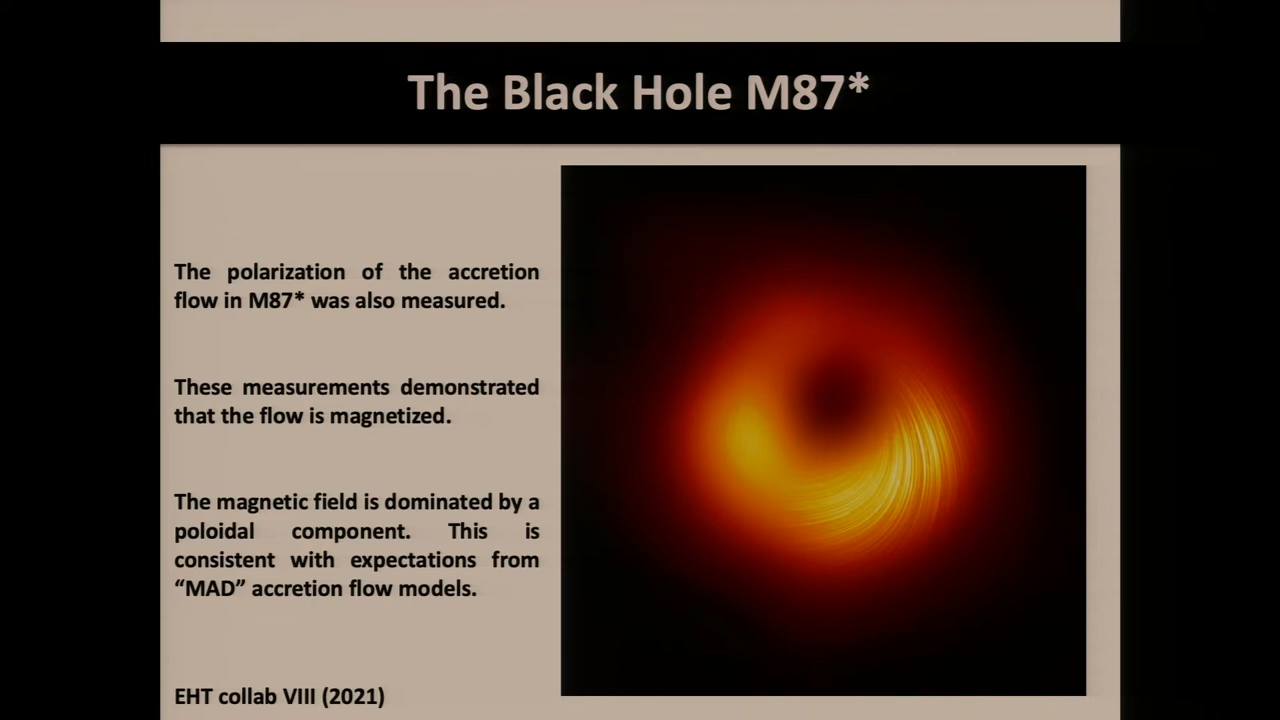 The Black Hole M87*
The polarization of the accretion
flow in M87* was also measured.
These measurements demonstrated
that the flow is magnetized.
The magnetic field is dominated by a
poloidal component. This is
consistent with expectations from
“MAD” accretion flow models.
EHT collab VIII (2021)